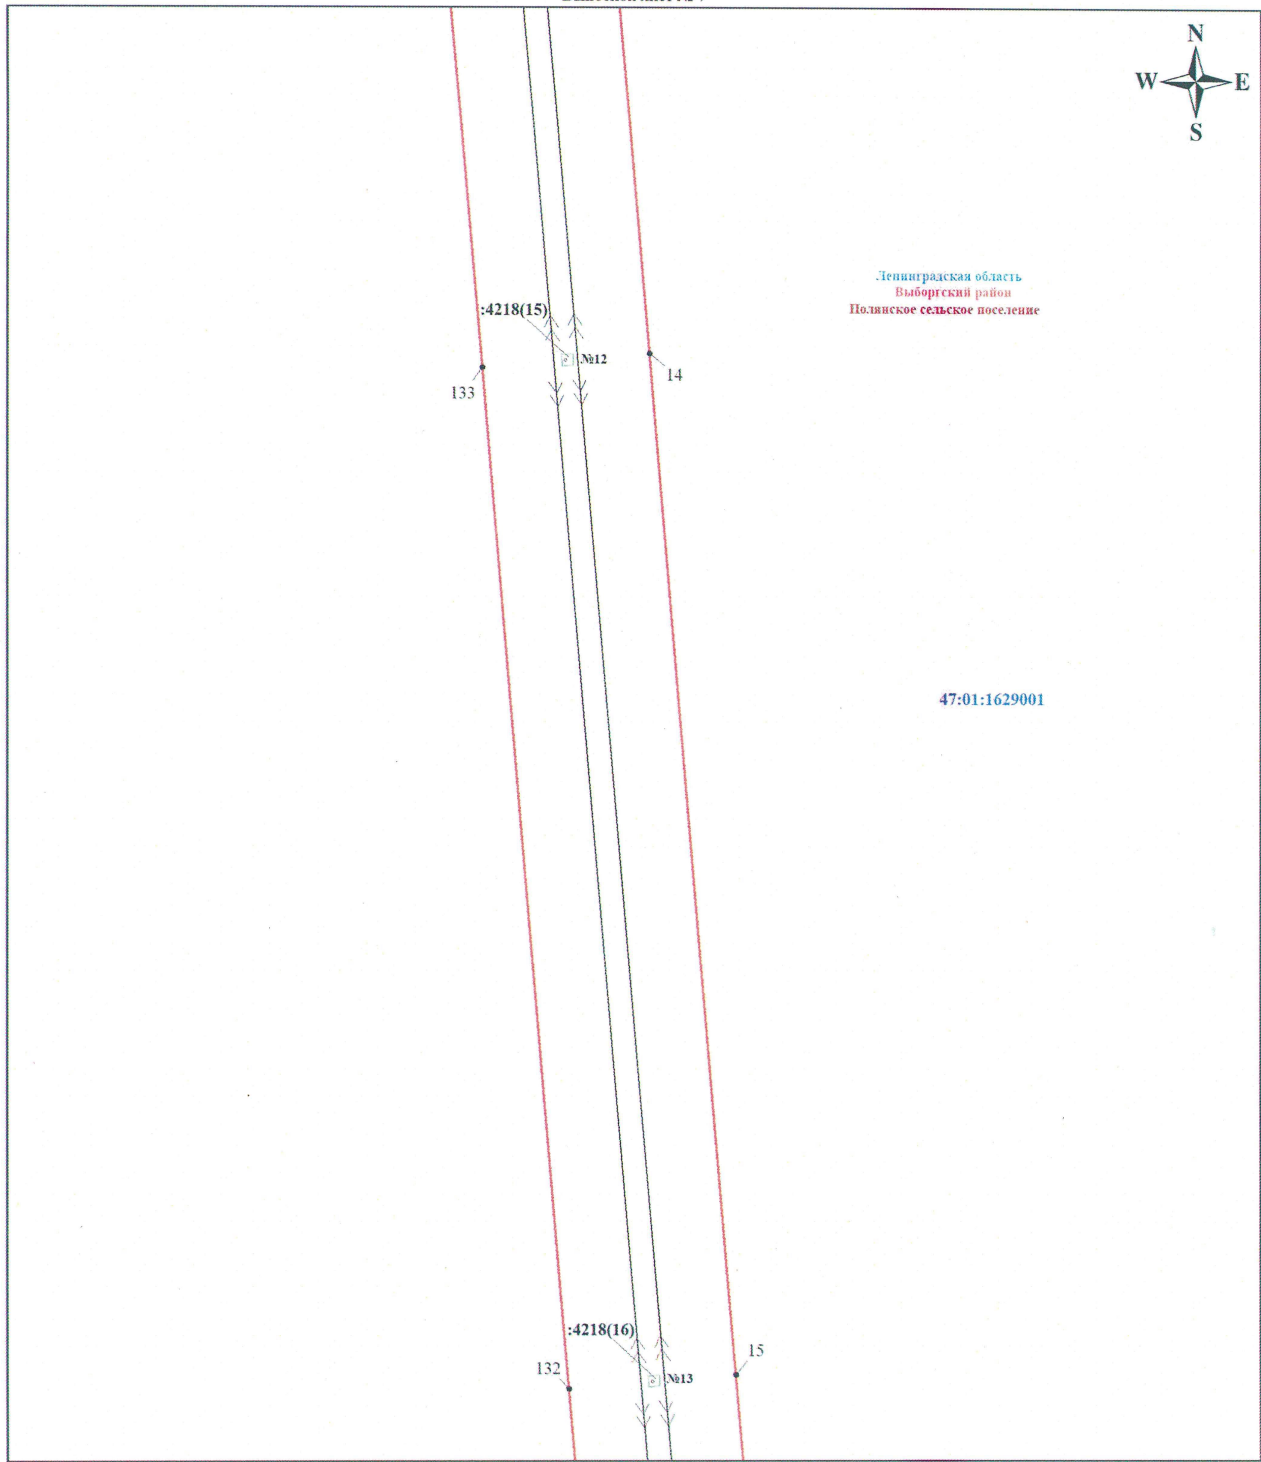 N
W E
S
Ленинградская область
Выборгский район
Полянское сельское поселение
:4218(15)
№12
14
133
47:01:1629001
:4218(16)
15
132
№13